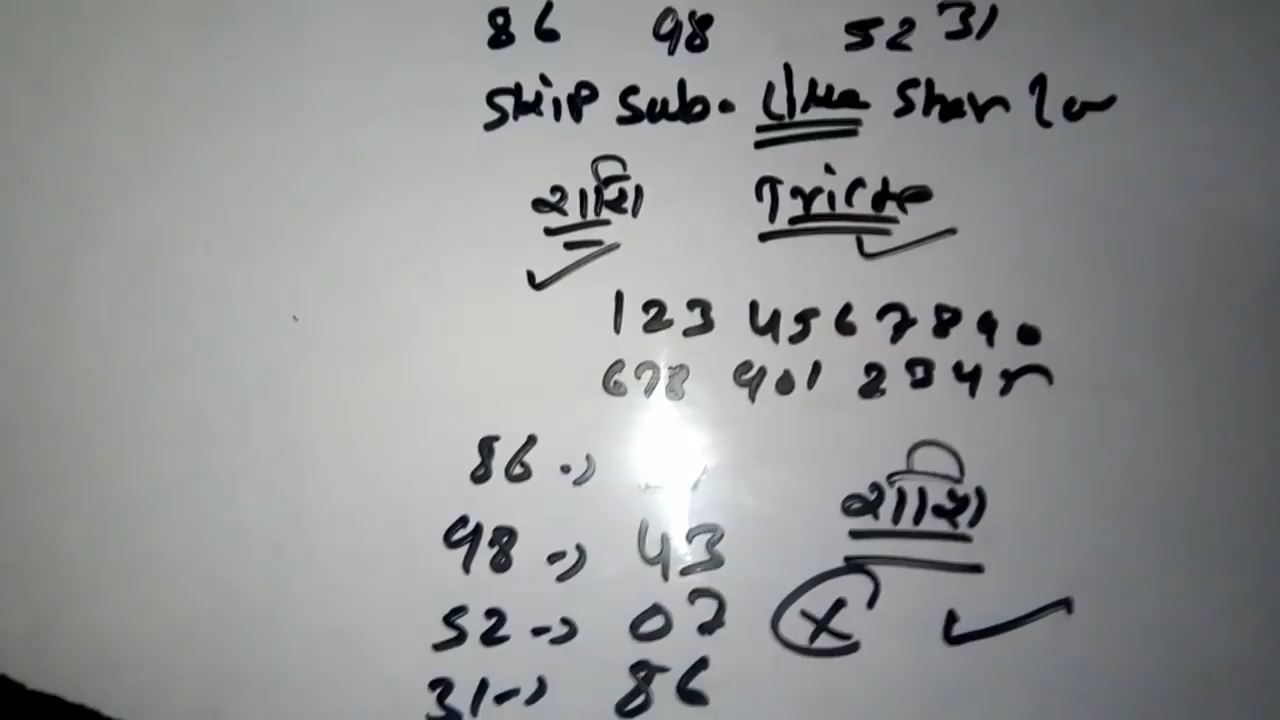 86 98 52 31
Skip Sub. Like Share
राशि Trick
1 2 3 4 5 6 7 8 9 0
6 7 8 9 0 1 2 3 4 5
86 →
98 → 43 राशि
52 → 07 X
31 → 86